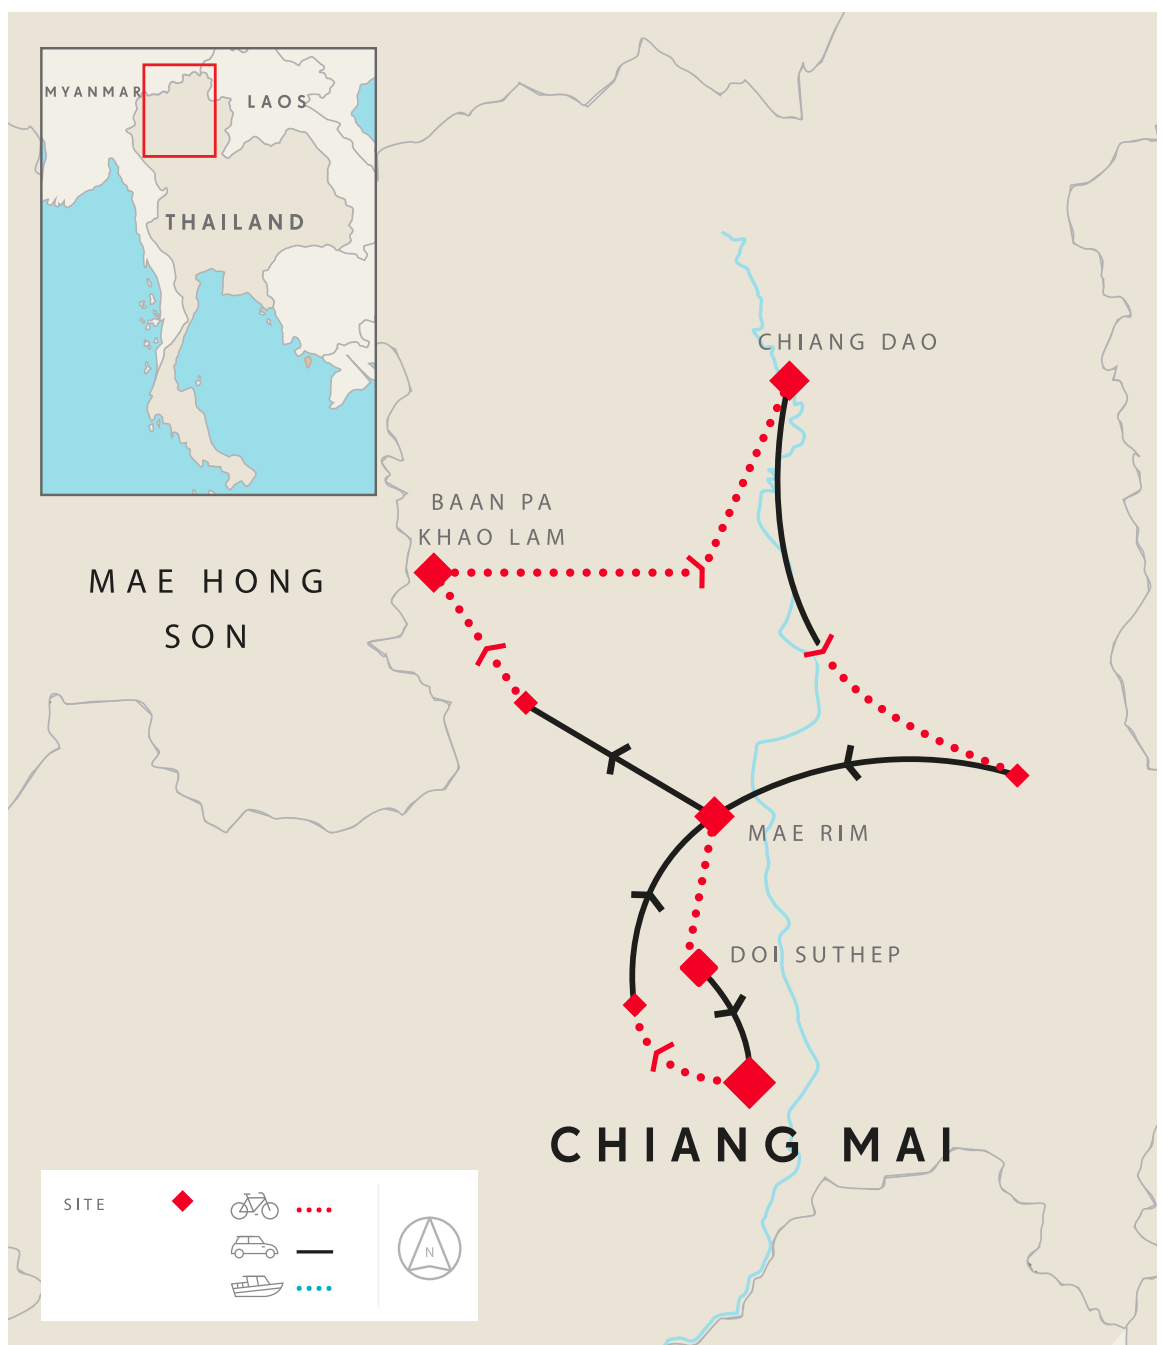 MYANMAR
LAOS
THAILAND
CHIANG DAO
BAAN PA
KHAO LAM
MAE HONG
SON
MAE RIM
DOI SUTHEP
CHIANG MAI
SITE
N